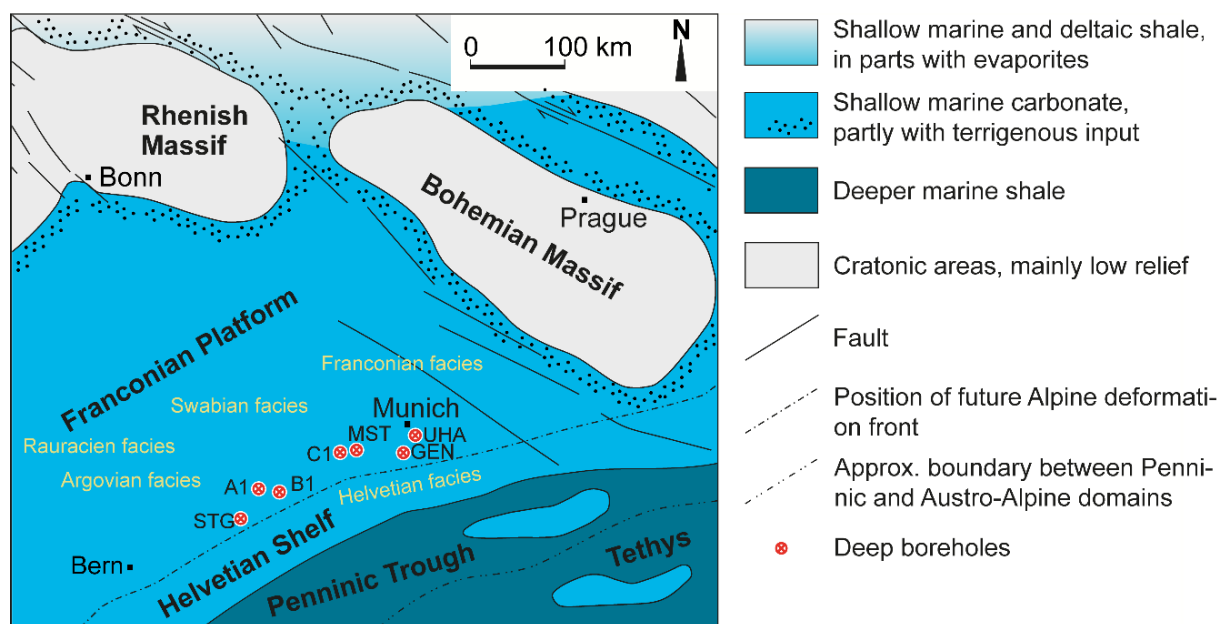 0 100 km
N
Rhenish
Massif
Bonn
Bohemian Massif
Prague
Franconian Platform
Franconian facies
Swabian facies
Munich
Rauracien facies
MST
UHA
C1
GEN
Argovian facies
A1
B1
Helvetian facies
STG
Bern
Helvetian Shelf
Penninic Trough
Tethys
Shallow marine and deltaic shale,
in parts with evaporites
Shallow marine carbonate,
partly with terrigenous input
Deeper marine shale
Cratonic areas, mainly low relief
Fault
Position of future Alpine deformati-
on front
Approx. boundary between Penni-
nic and Austro-Alpine domains
Deep boreholes